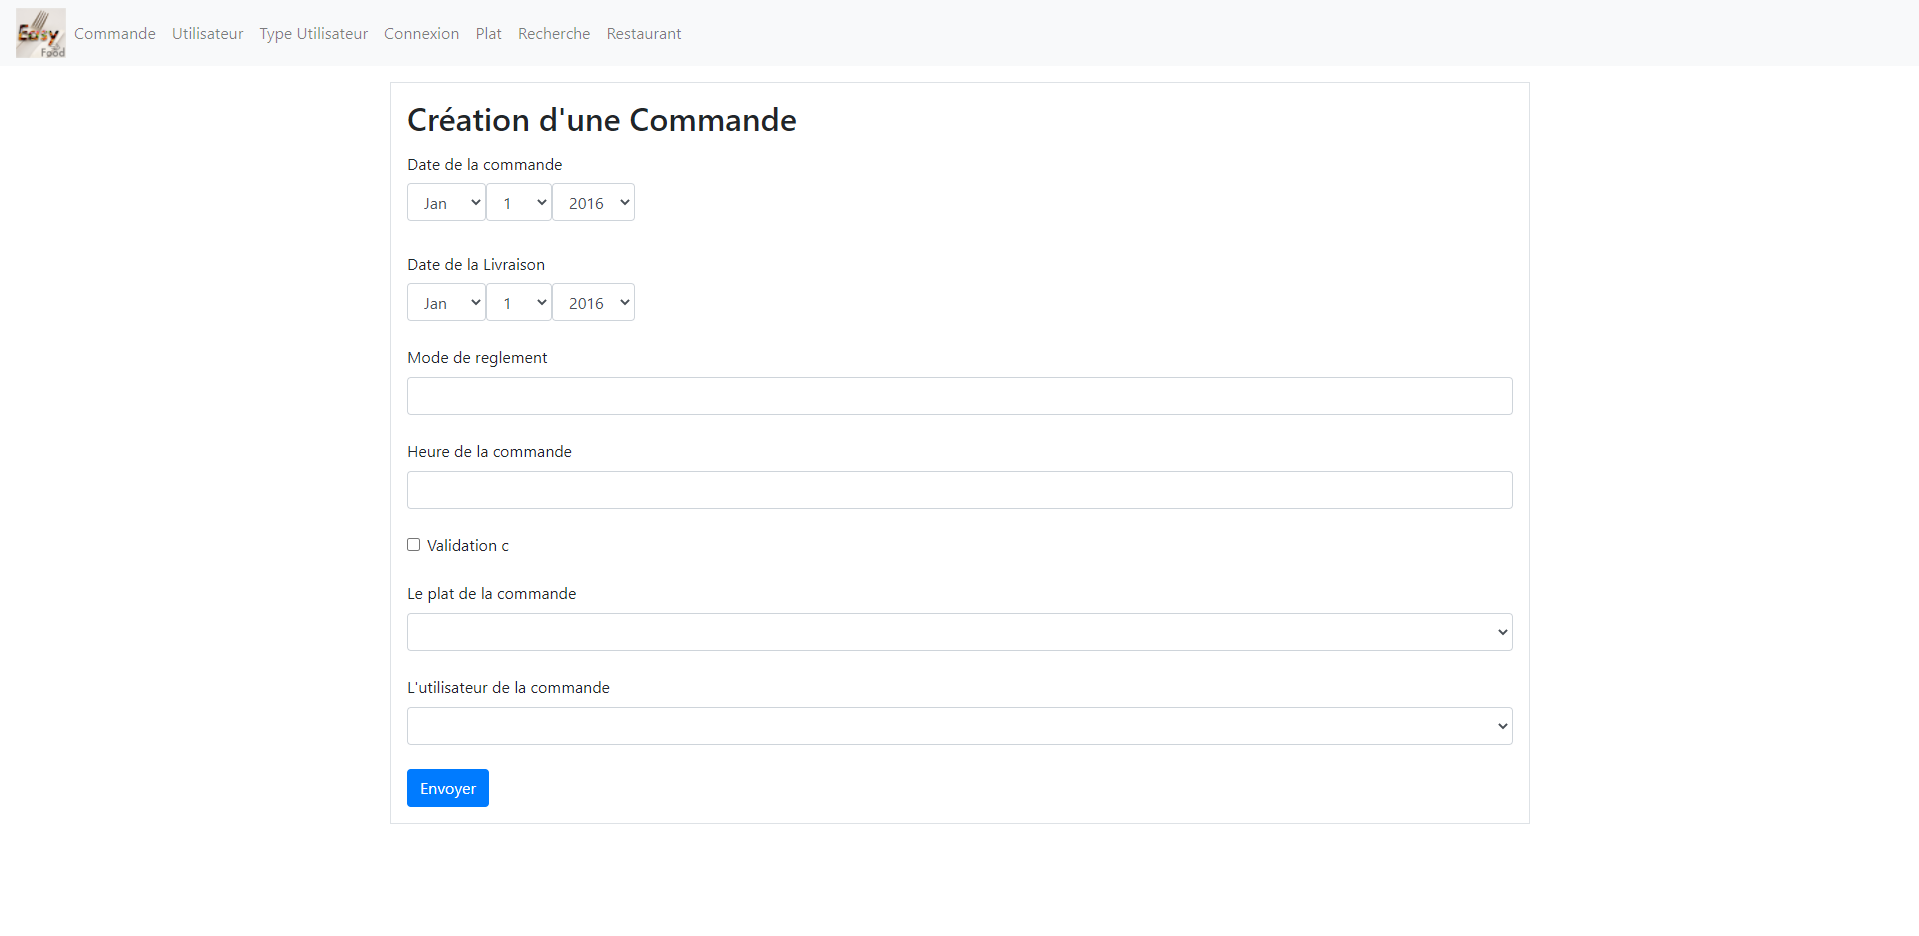 Easy
Food
Commande Utilisateur Type Utilisateur Connexion Plat Recherche Restaurant
Création d'une Commande
Date de la commande
Jan 1 2016
Date de la Livraison
Jan 1 2016
Mode de reglement
Heure de la commande
Validation c
Le plat de la commande
L'utilisateur de la commande
Envoyer